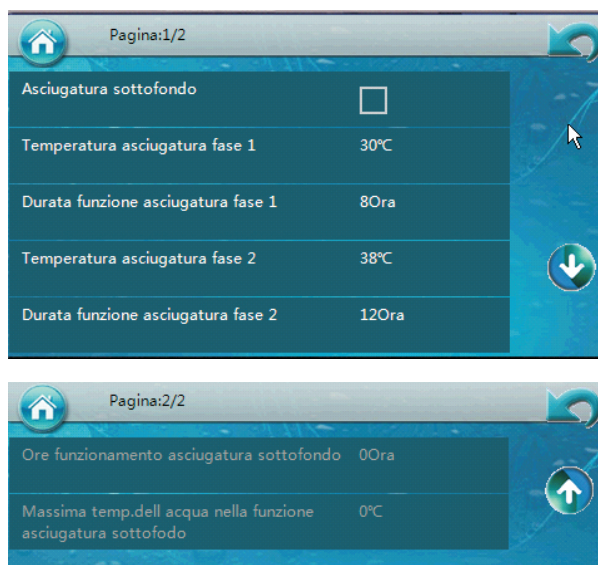 Pagina:1/2
Asciugatura sottofondo
Temperatura asciugatura fase 1 30℃
Durata funzione asciugatura fase 1 8Ora
Temperatura asciugatura fase 2 38℃
Durata funzione asciugatura fase 2 12Ora
Pagina:2/2
Ore funzionamento asciugatura sottofondo 0Ora
Massima temp.dell acqua nella funzione 0℃
asciugatura sottofodo